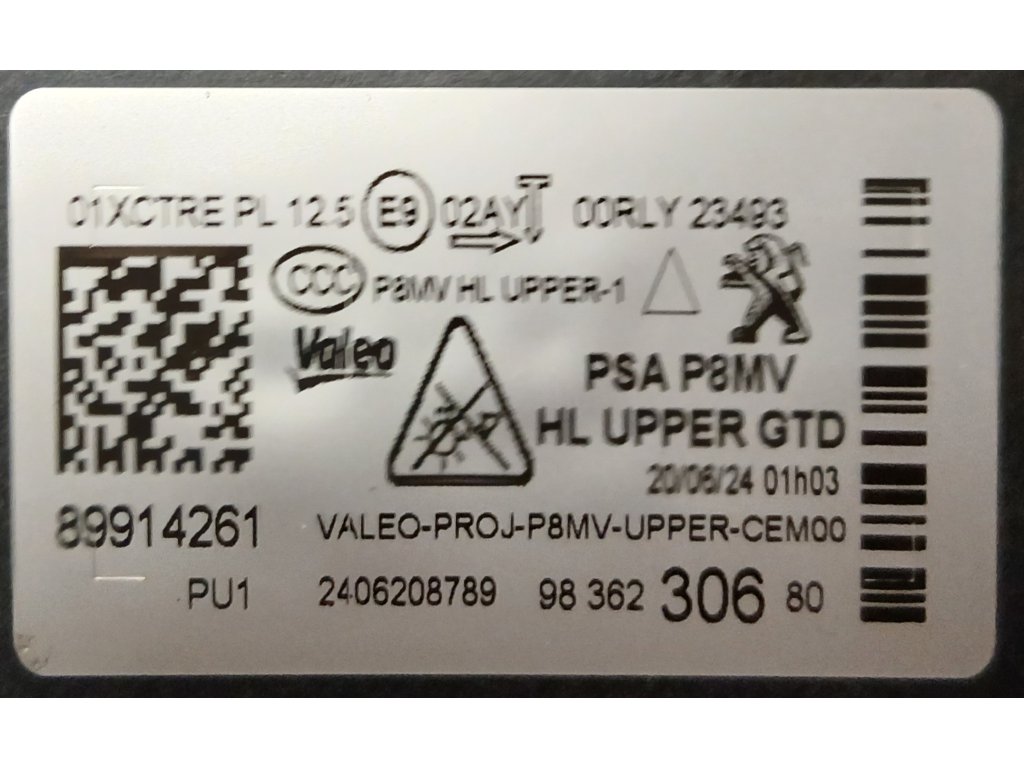 01XCTRE PL 12.5 E9 02AY 00RLY 23493
CCC P8MV HL UPPER-1
Valeo
PSA P8MV
HL UPPER GTD
20/06/24 01h03
89914261 VALEO-PROJ-P8MV-UPPER-CEM00
PU1 2406208789 98 362 306 80